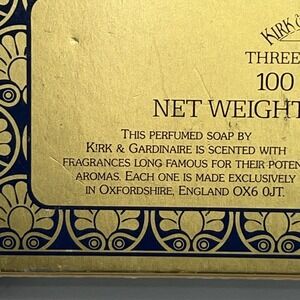 KIRK &
THREE
100
NET WEIGHT
THIS PERFUMED SOAP BY
KIRK & GARDINAIRE IS SCENTED WITH
FRAGRANCES LONG FAMOUS FOR THEIR POTEN
AROMAS. EACH ONE IS MADE EXCLUSIVELY
IN OXFORDSHIRE, ENGLAND OX6 0JT.